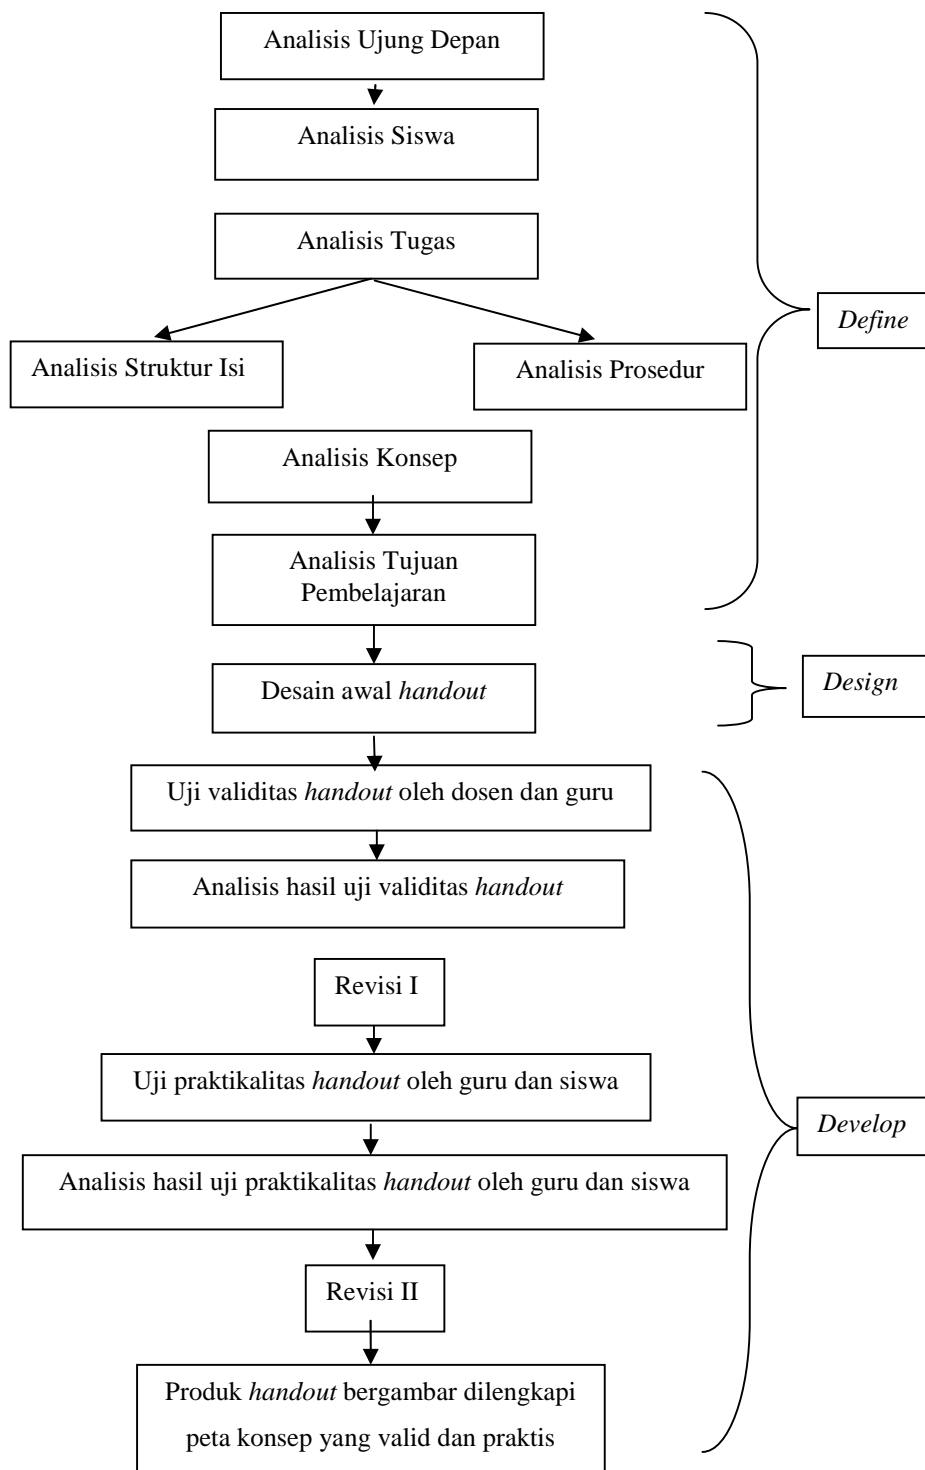 Analisis Ujung Depan
Analisis Siswa
Analisis Tugas
Define
Analisis Struktur Isi
Analisis Prosedur
Analisis Konsep
Analisis Tujuan
Pembelajaran
Desain awal handout
Design
Uji validitas handout oleh dosen dan guru
Analisis hasil uji validitas handout
Revisi I
Uji praktikalitas handout oleh guru dan siswa
Develop
Analisis hasil uji praktikalitas handout oleh guru dan siswa
Revisi II
Produk handout bergambar dilengkapi
peta konsep yang valid dan praktis